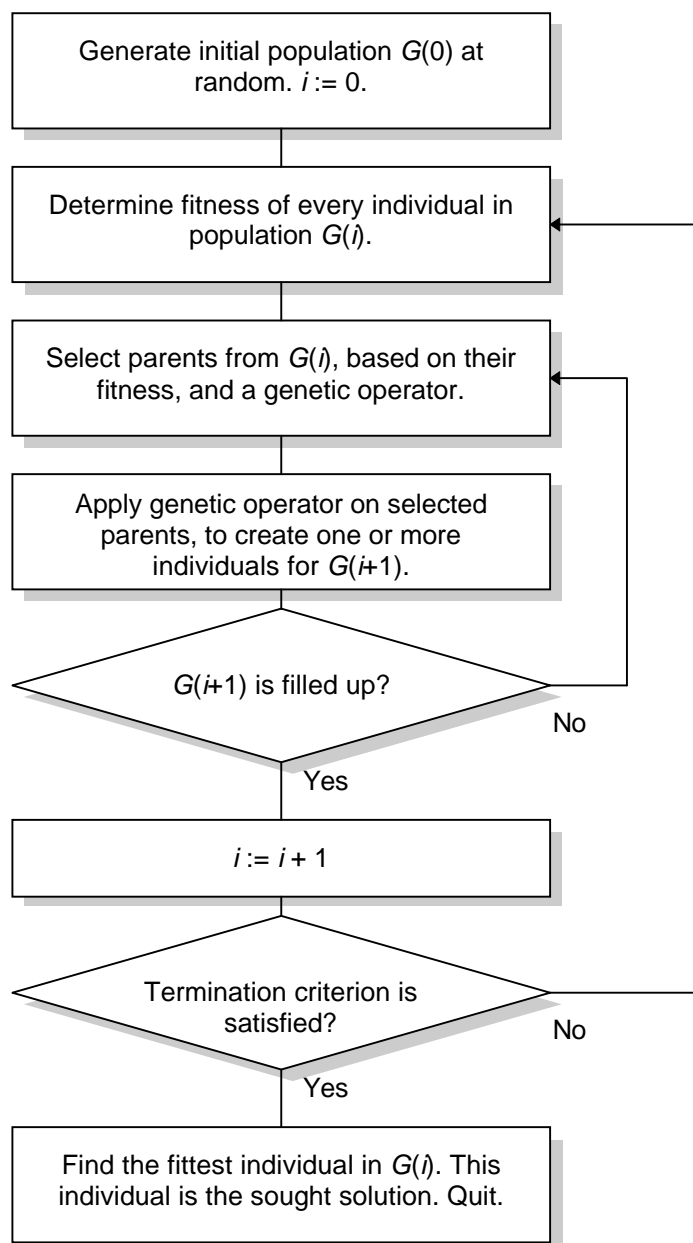 Generate initial population G(0) at
random. i := 0.
Determine fitness of every individual in
population G(i).
Select parents from G(i), based on their
fitness, and a genetic operator.
Apply genetic operator on selected
parents, to create one or more
individuals for G(i+1).
G(i+1) is filled up?
No
Yes
i := i + 1
Termination criterion is
satisfied?
No
Yes
Find the fittest individual in G(i). This
individual is the sought solution. Quit.